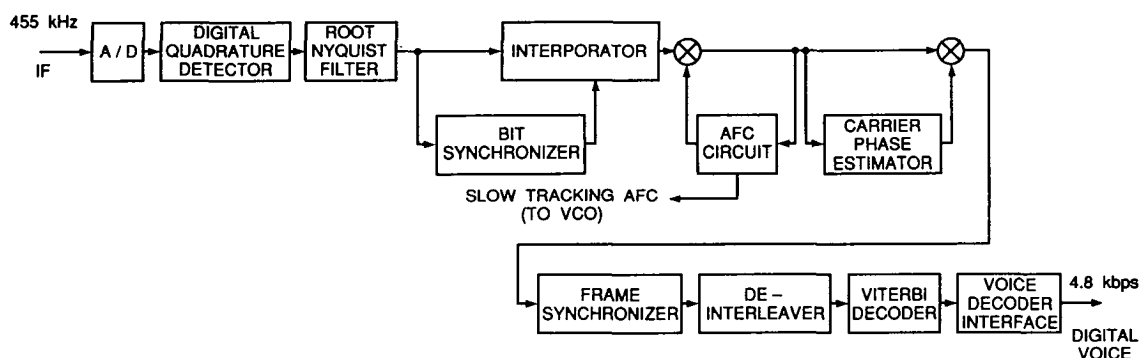 455 kHz
IF
A / D
DIGITAL
QUADRATURE
DETECTOR
ROOT
NYQUIST
FILTER
INTERPORATOR
BIT
SYNCHRONIZER
AFC
CIRCUIT
CARRIER
PHASE
ESTIMATOR
SLOW TRACKING AFC
(TO VCO)
FRAME
SYNCHRONIZER
DE –
INTERLEAVER
VITERBI
DECODER
VOICE
DECODER
INTERFACE
4.8 kbps
DIGITAL
VOICE